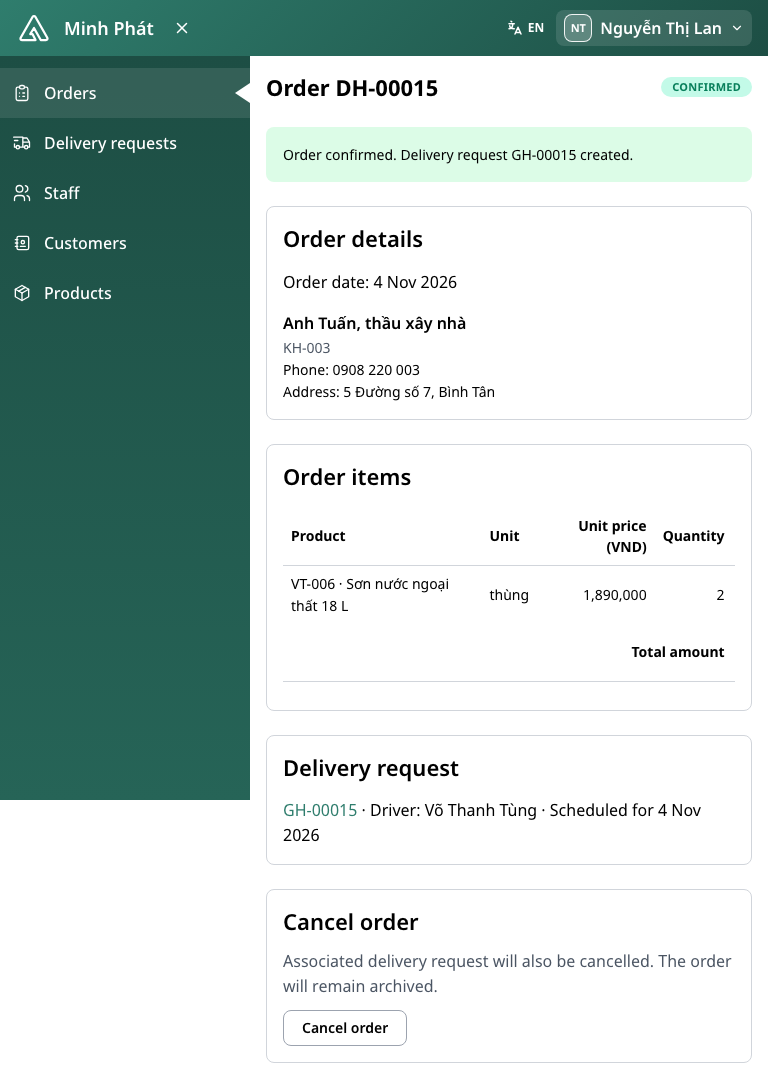 Minh Phát
EN
NT
Nguyễn Thị Lan
Orders
Delivery requests
Staff
Customers
Products
Order DH-00015
CONFIRMED
Order confirmed. Delivery request GH-00015 created.
Order details
Order date: 4 Nov 2026
Anh Tuấn, thầu xây nhà
KH-003
Phone: 0908 220 003
Address: 5 Đường số 7, Bình Tân
Order items
Product
Unit
Unit price
(VND)
Quantity
VT-006 · Sơn nước ngoại
thất 18 L
thùng
1,890,000
2
Total amount
Delivery request
GH-00015 · Driver: Võ Thanh Tùng · Scheduled for 4 Nov
2026
Cancel order
Associated delivery request will also be cancelled. The order
will remain archived.
Cancel order